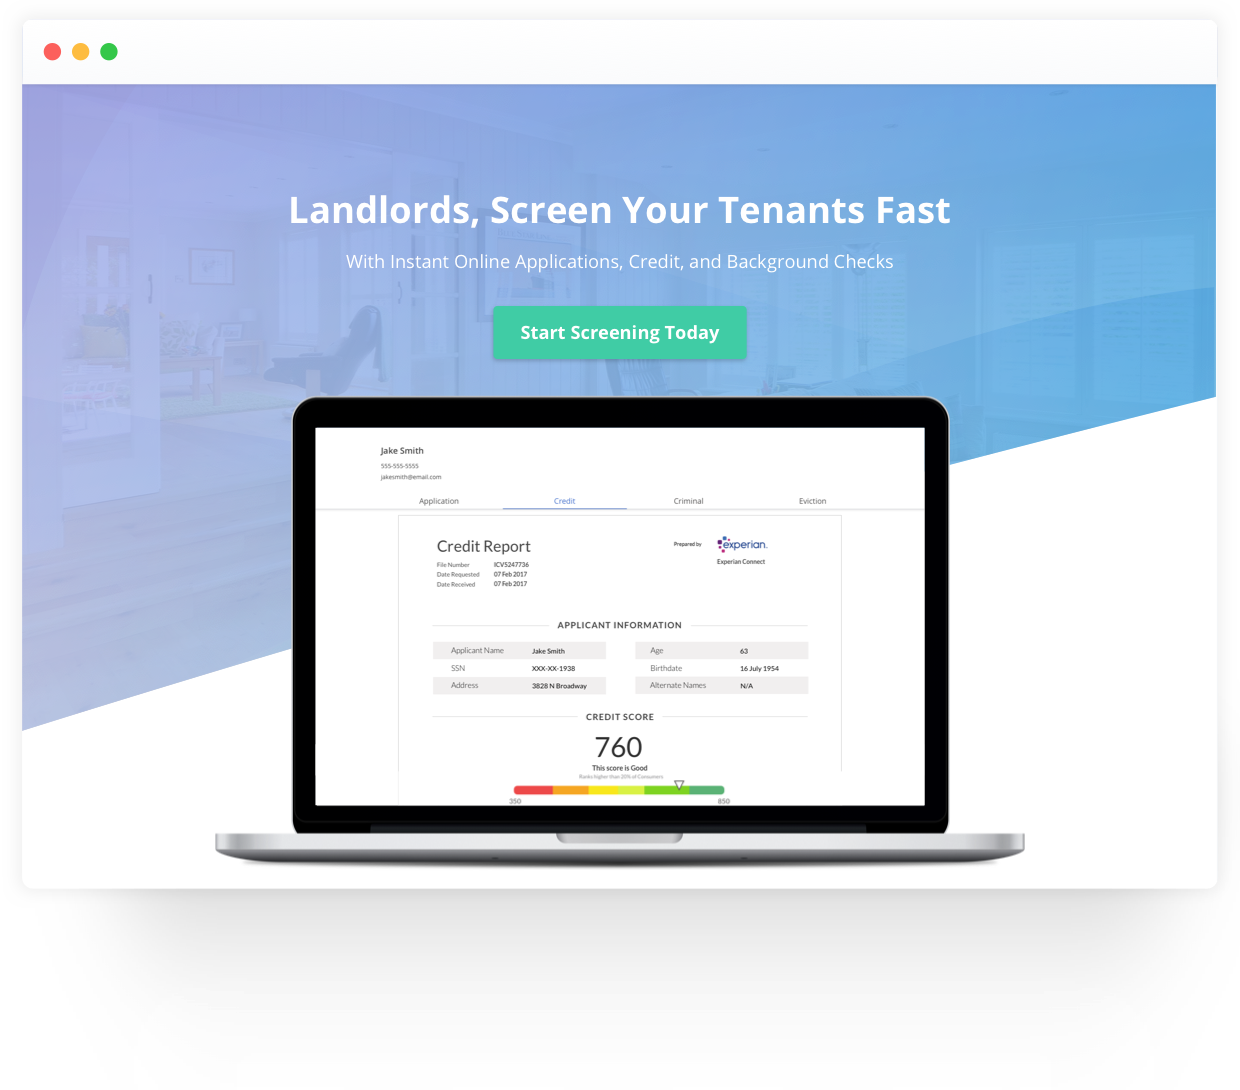 Landlords, Screen Your Tenants Fast
With Instant Online Applications, Credit, and Background Checks
Start Screening Today
Jake Smith
555-555-5555
jakesmith@email.com
Application Credit Criminal Eviction
Credit Report
Prepared by experian.
Experian Connect
File Number ICV5247736
Date Requested 07 Feb 2017
Date Received 07 Feb 2017
APPLICANT INFORMATION
Applicant Name Jake Smith Age 63
SSN XXX-XX-1938 Birthdate 16 July 1954
Address 3828 N Broadway Alternate Names N/A
CREDIT SCORE
760
This score is Good
Ranks higher than 20% of Consumers
350 850